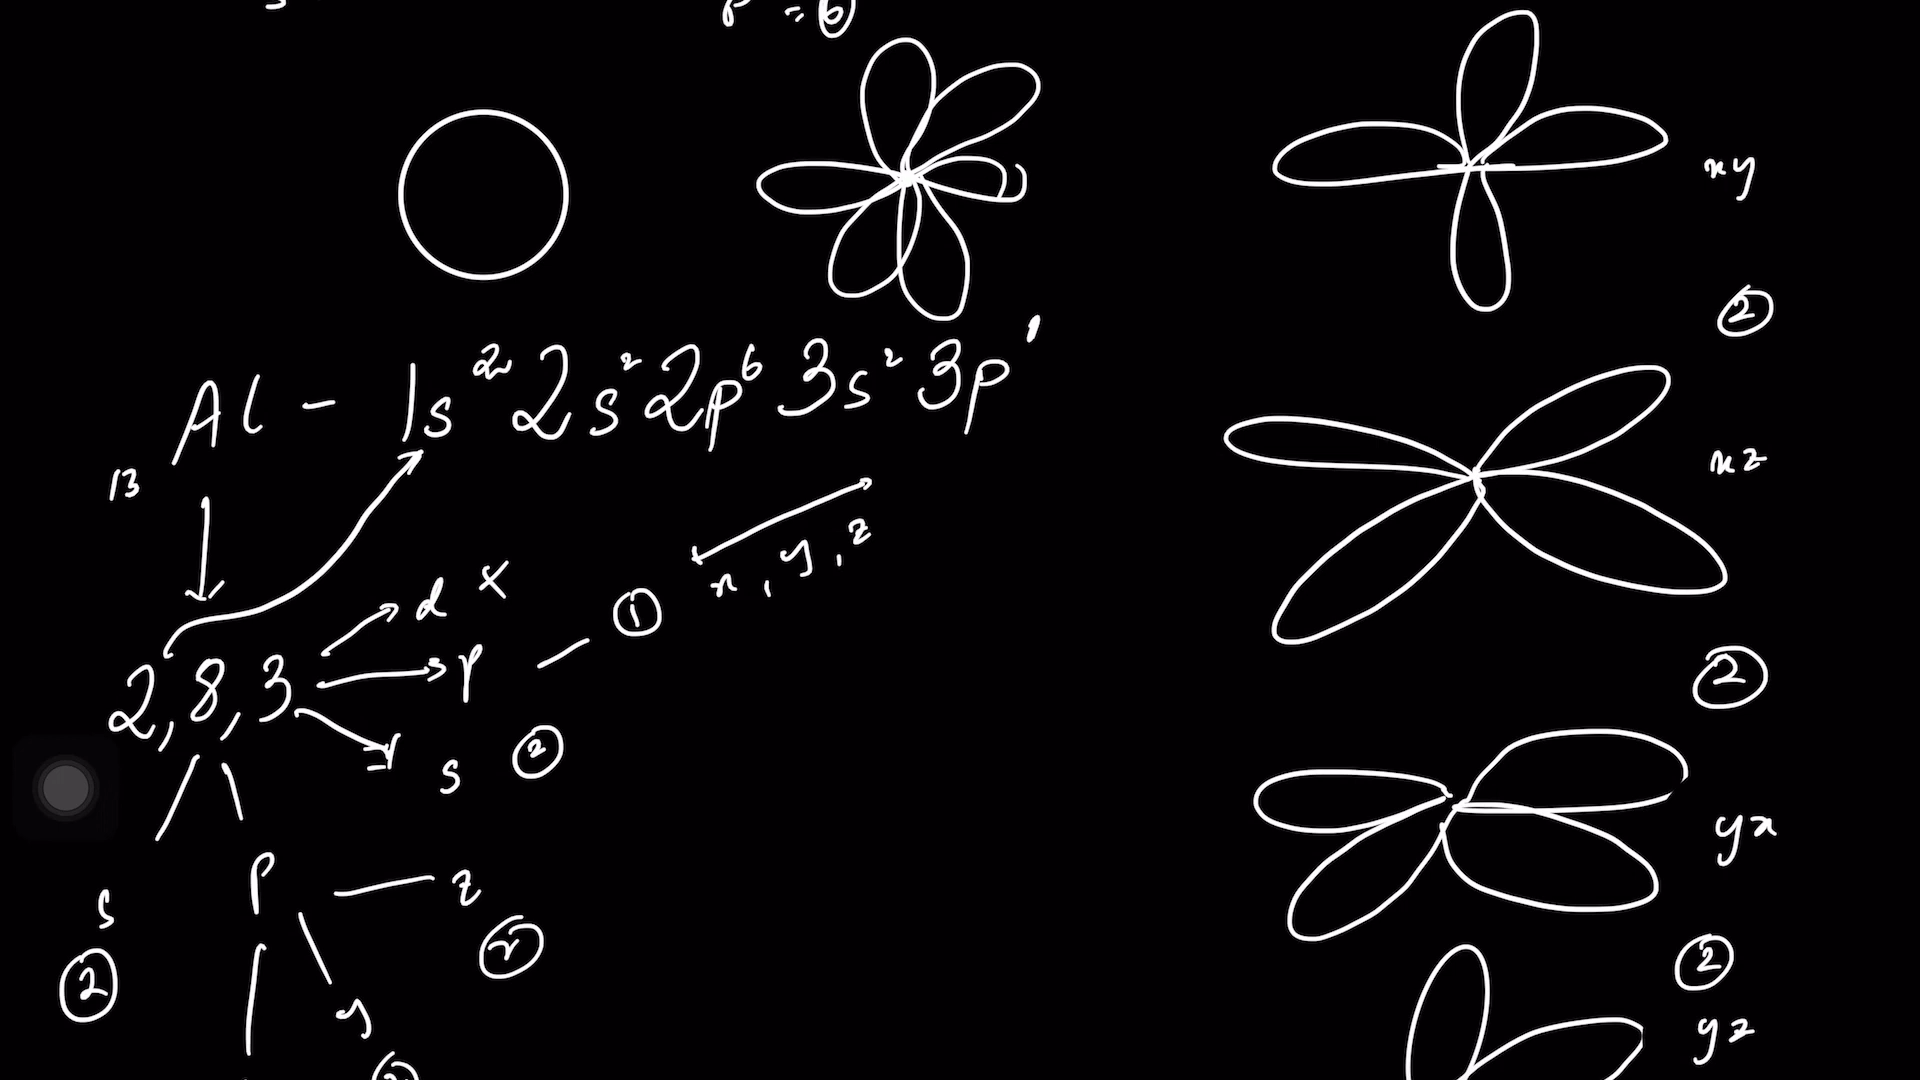 p = 6
Al - 1s² 2s² 2p⁶ 3s² 3p¹
13
x, y, z
d ×
p - 1
2, 8, 3
s 2
s
p
z
2
2
y
xy
2
xz
2
yx
2
yz